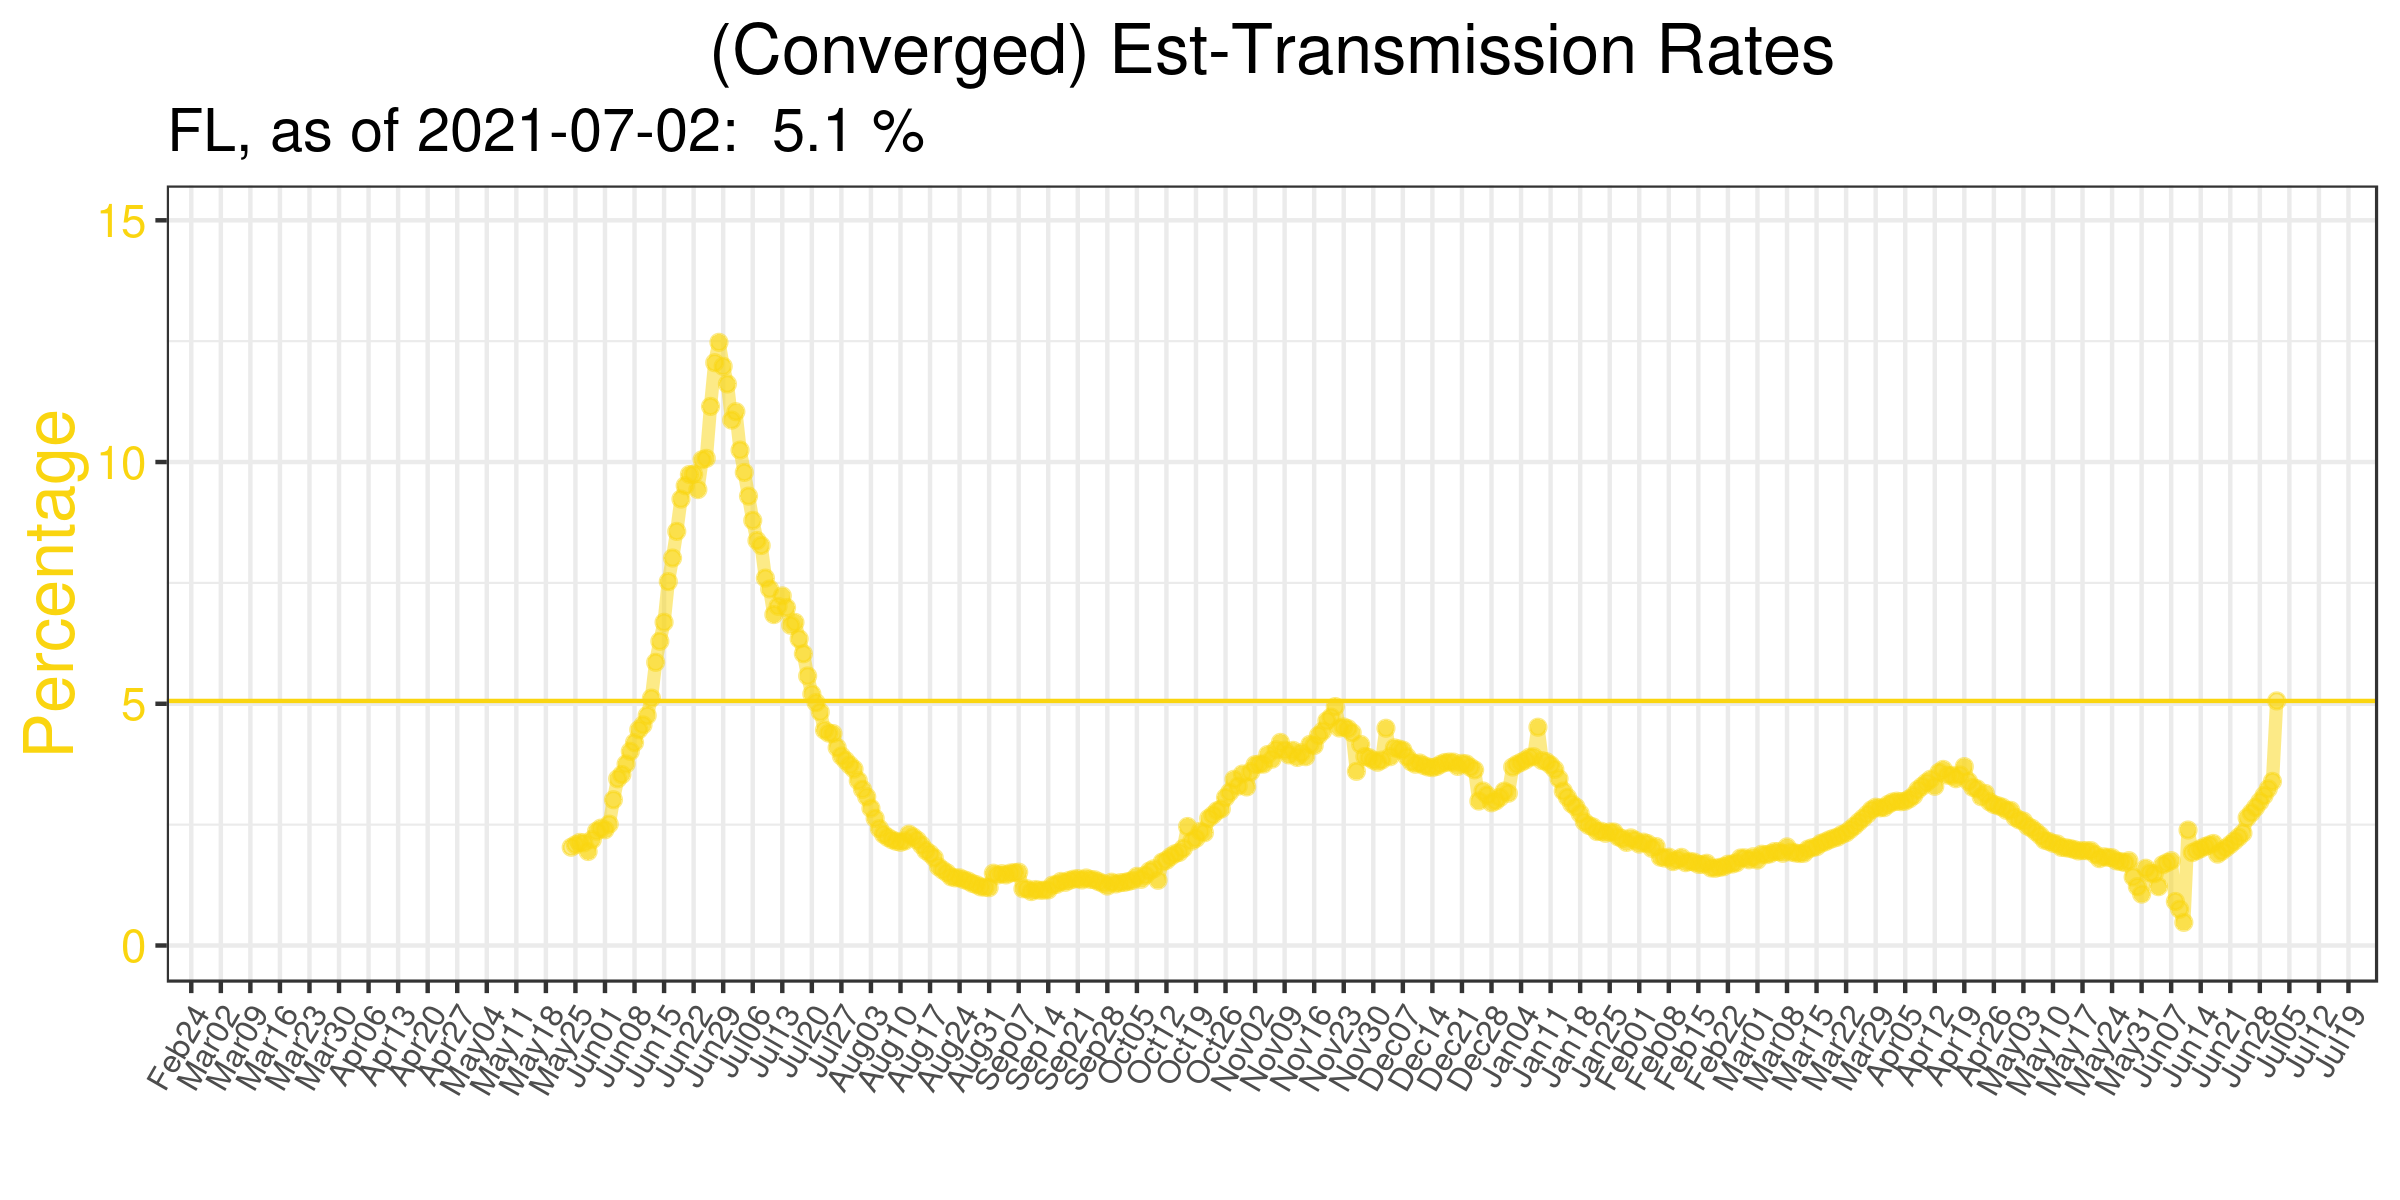 (Converged) Est-Transmission Rates
FL, as of 2021-07-02:  5.1 %
Percentage
15
10
5
0
Feb24
Mar02
Mar09
Mar16
Mar23
Mar30
Apr06
Apr13
Apr20
Apr27
May04
May11
May18
May25
Jun01
Jun08
Jun15
Jun22
Jun29
Jul06
Jul13
Jul20
Jul27
Aug03
Aug10
Aug17
Aug24
Aug31
Sep07
Sep14
Sep21
Sep28
Oct05
Oct12
Oct19
Oct26
Nov02
Nov09
Nov16
Nov23
Nov30
Dec07
Dec14
Dec21
Dec28
Jan04
Jan11
Jan18
Jan25
Feb01
Feb08
Feb15
Feb22
Mar01
Mar08
Mar15
Mar22
Mar29
Apr05
Apr12
Apr19
Apr26
May03
May10
May17
May24
May31
Jun07
Jun14
Jun21
Jun28
Jul05
Jul12
Jul19